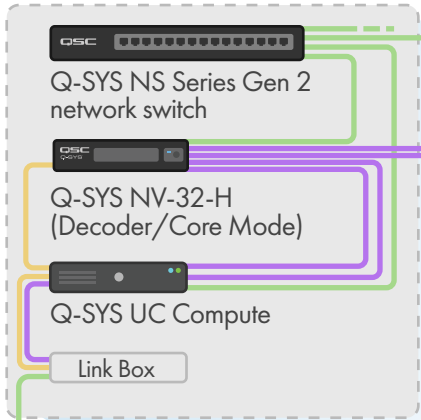 QSC
Q-SYS NS Series Gen 2
network switch
QSC
Q-SYS
Q-SYS NV-32-H
(Decoder/Core Mode)
Q-SYS UC Compute
Link Box